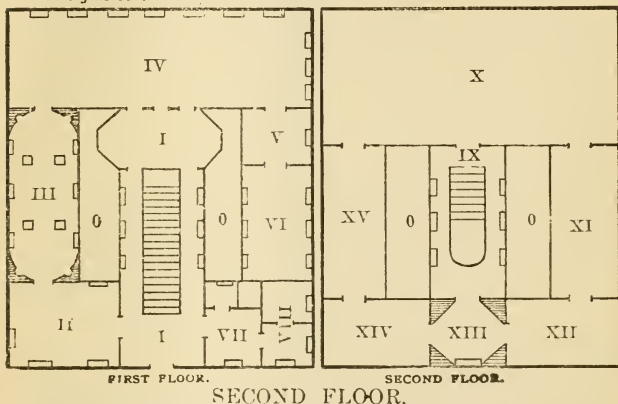 IV
I
V
III
0
0
VI
II
I
VII
VIII
FIRST FLOOR.
X
IX
XV
0
0
XI
XIV
XIII
XII
SECOND FLOOR.
SECOND FLOOR.